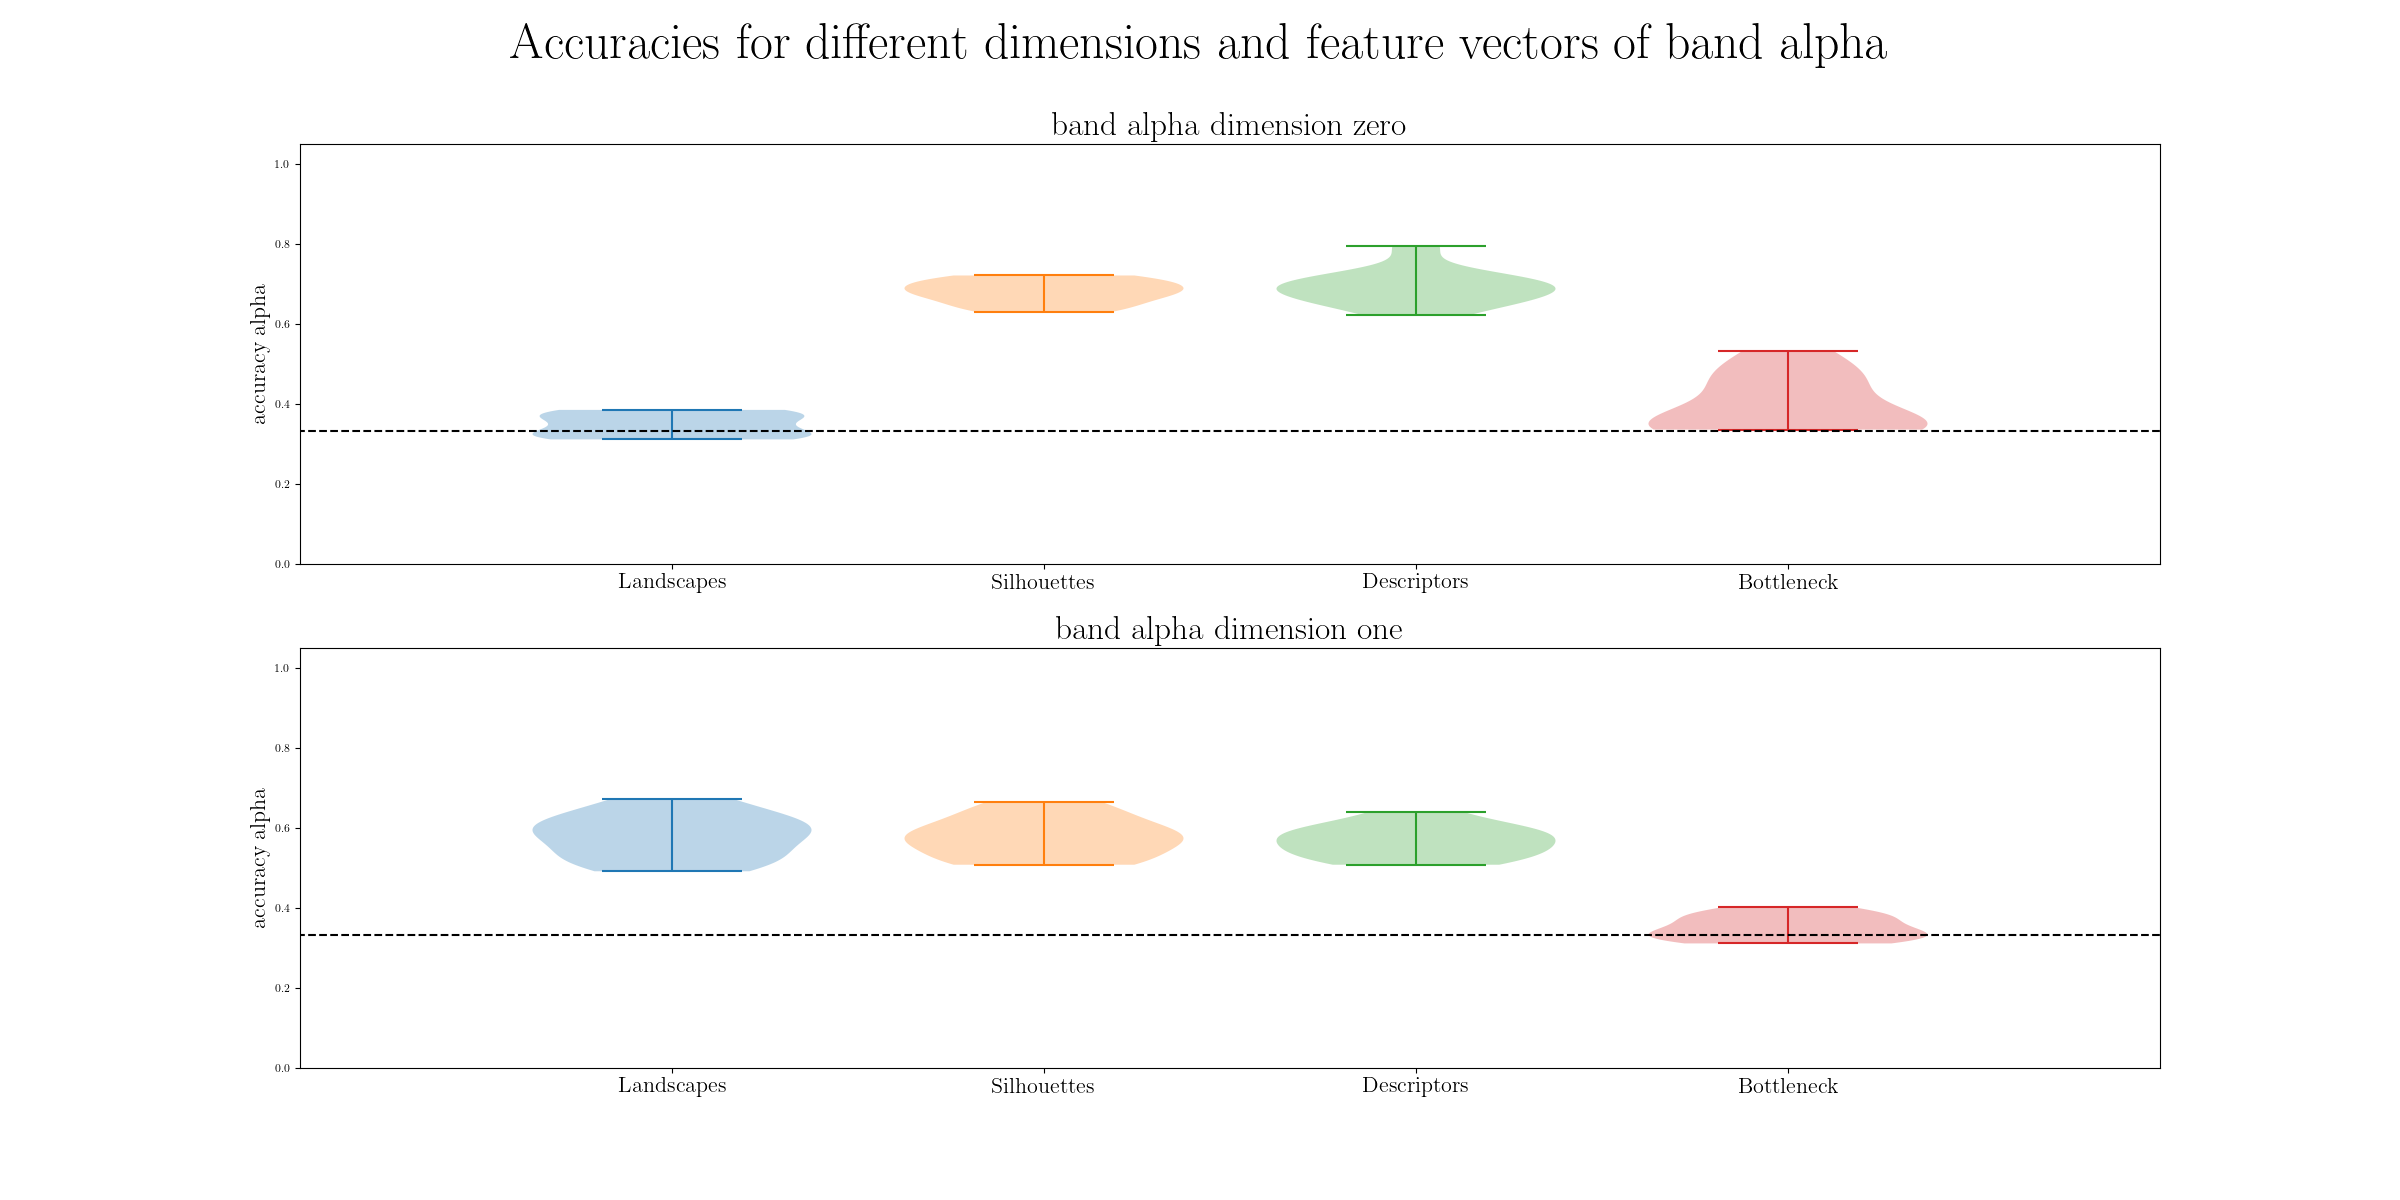 Accuracies for different dimensions and feature vectors of band alpha
band alpha dimension zero
1.0
0.8
0.6
0.4
0.2
0.0
accuracy alpha
Landscapes Silhouettes Descriptors Bottleneck
band alpha dimension one
1.0
0.8
0.6
0.4
0.2
0.0
accuracy alpha
Landscapes Silhouettes Descriptors Bottleneck